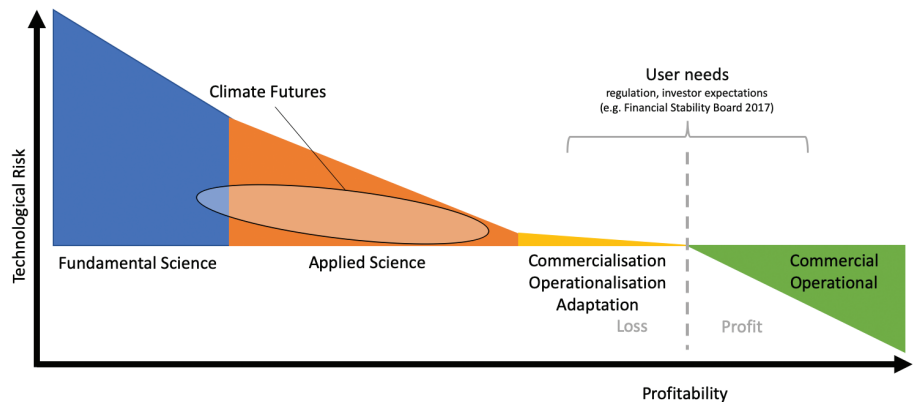 User needs
regulation, investor expectations
(e.g. Financial Stability Board 2017)
Climate Futures
Technological Risk
Fundamental Science
Applied Science
Commercialisation
Operationalisation
Adaptation
Commercial
Operational
Loss
Profit
Profitability